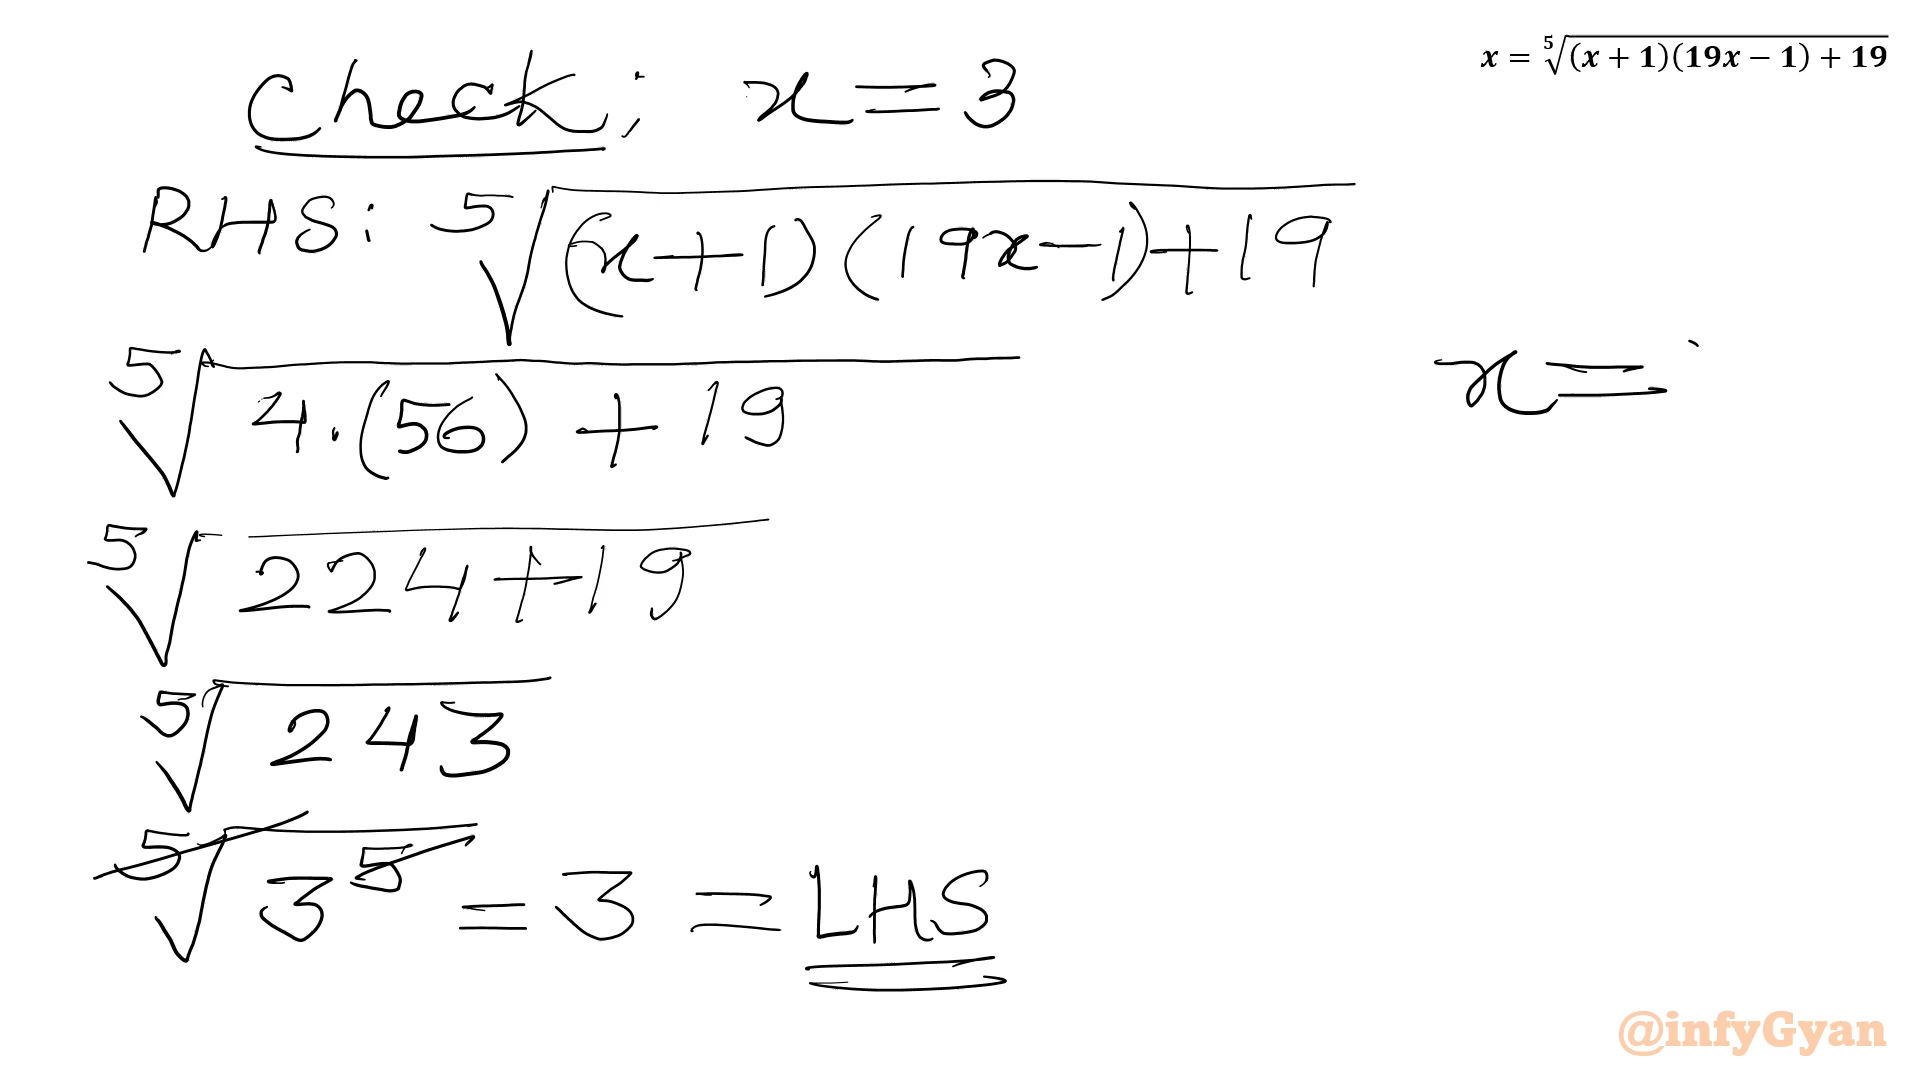 x = ⁵√((x + 1)(19x − 1) + 19)
Check; x = 3
RHS: ⁵√((x+1)(19x−1)+19)
⁵√(4.(56) + 19)
x =
⁵√(224+19)
⁵√243
⁵√3⁵ = 3 = LHS
@infyGyan